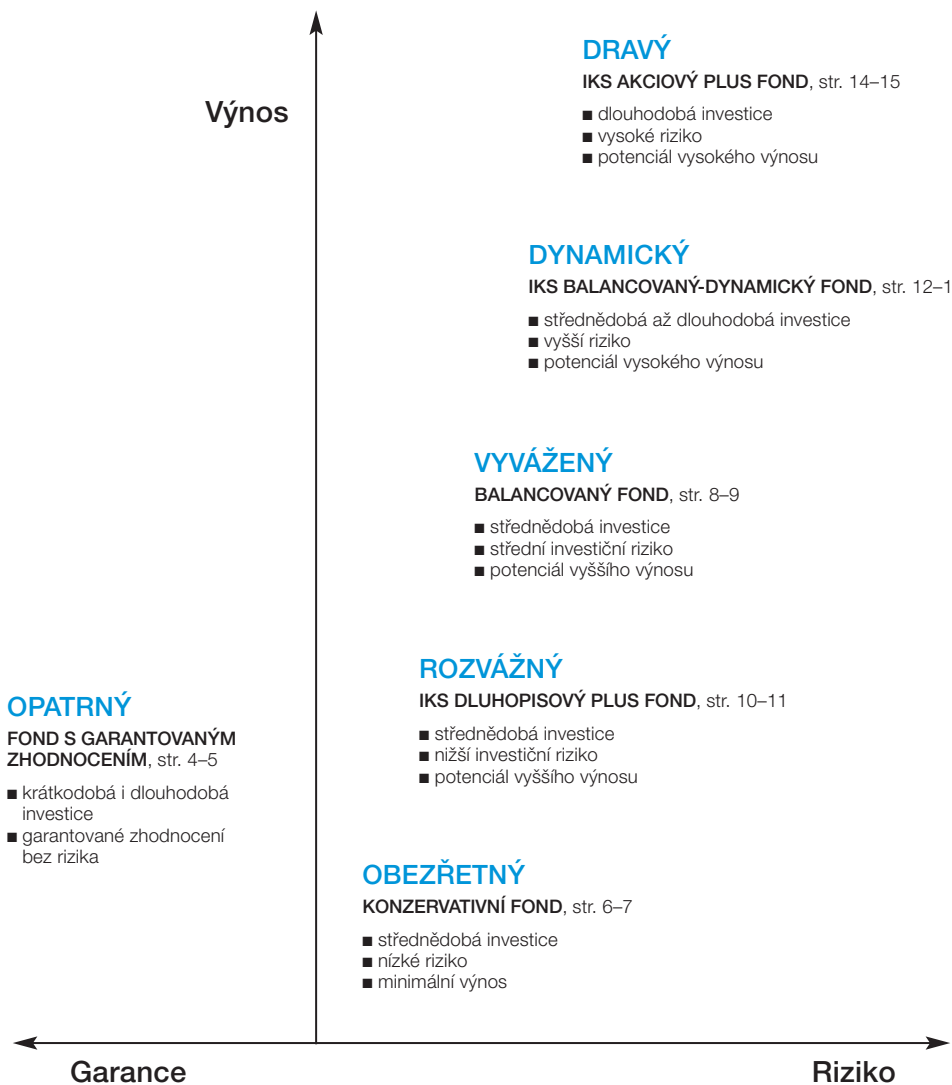 DRAVÝ
IKS AKCIOVÝ PLUS FOND, str. 14–15
Výnos
■ dlouhodobá investice
■ vysoké riziko
■ potenciál vysokého výnosu
DYNAMICKÝ
IKS BALANCOVANÝ-DYNAMICKÝ FOND, str. 12–1
■ střednědobá až dlouhodobá investice
■ vyšší riziko
■ potenciál vysokého výnosu
VYVÁŽENÝ
BALANCOVANÝ FOND, str. 8–9
■ střednědobá investice
■ střední investiční riziko
■ potenciál vyššího výnosu
ROZVÁŽNÝ
IKS DLUHOPISOVÝ PLUS FOND, str. 10–11
■ střednědobá investice
■ nižší investiční riziko
■ potenciál vyššího výnosu
OPATRNÝ
FOND S GARANTOVANÝM
ZHODNOCENÍM, str. 4–5
■ krátkodobá i dlouhodobá
investice
■ garantované zhodnocení
bez rizika
OBEZŘETNÝ
KONZERVATIVNÍ FOND, str. 6–7
■ střednědobá investice
■ nízké riziko
■ minimální výnos
Garance
Riziko